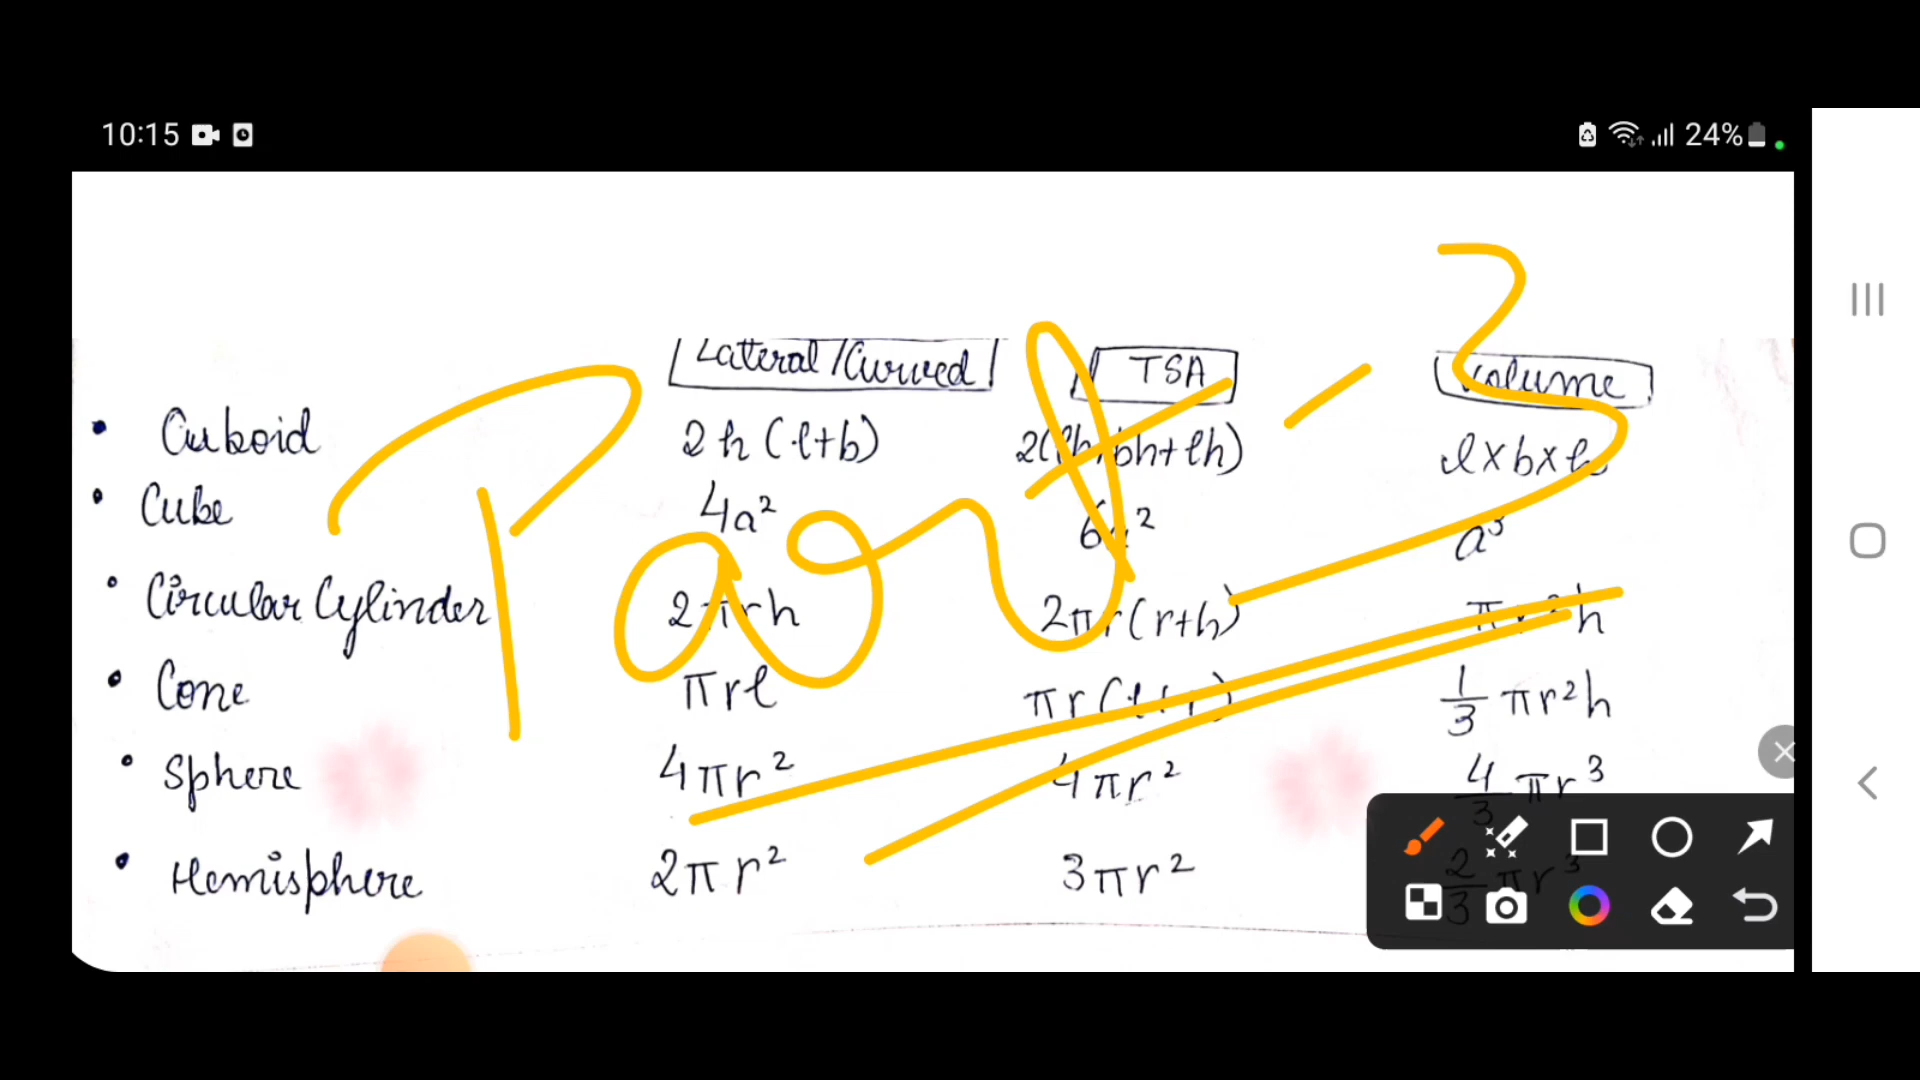 10:15 24%
Lateral/Curved TSA Volume
Part-3
• Cuboid 2h(l+b) 2(lb+bh+lh) l×b×h
• Cube 4a² 6a² a³
• Circular Cylinder 2πrh 2πr(r+h) πr²h
• Cone πrl πr(l+r) 1/3 πr²h
• Sphere 4πr² 4πr² 4/3 πr³
• Hemisphere 2πr² 3πr² 2/3 πr³